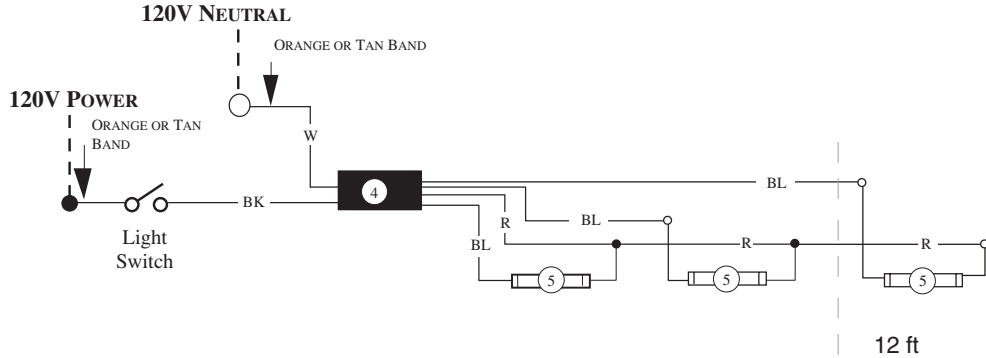 120V NEUTRAL
ORANGE OR TAN BAND
120V POWER
ORANGE OR TAN
BAND
W
4
BL
BK
R
BL
R
R
BL
Light
Switch
5
5
5
12 ft